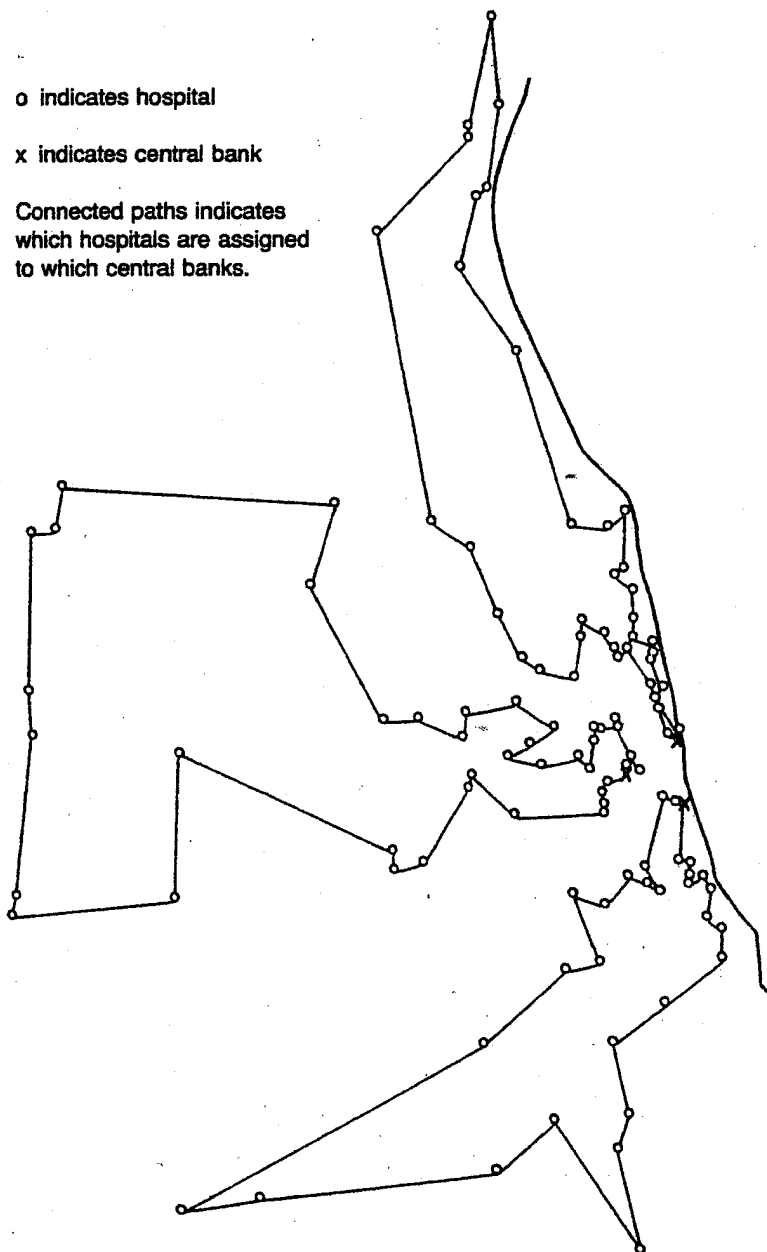 o indicates hospital
x indicates central bank
Connected paths indicates
which hospitals are assigned
to which central banks.